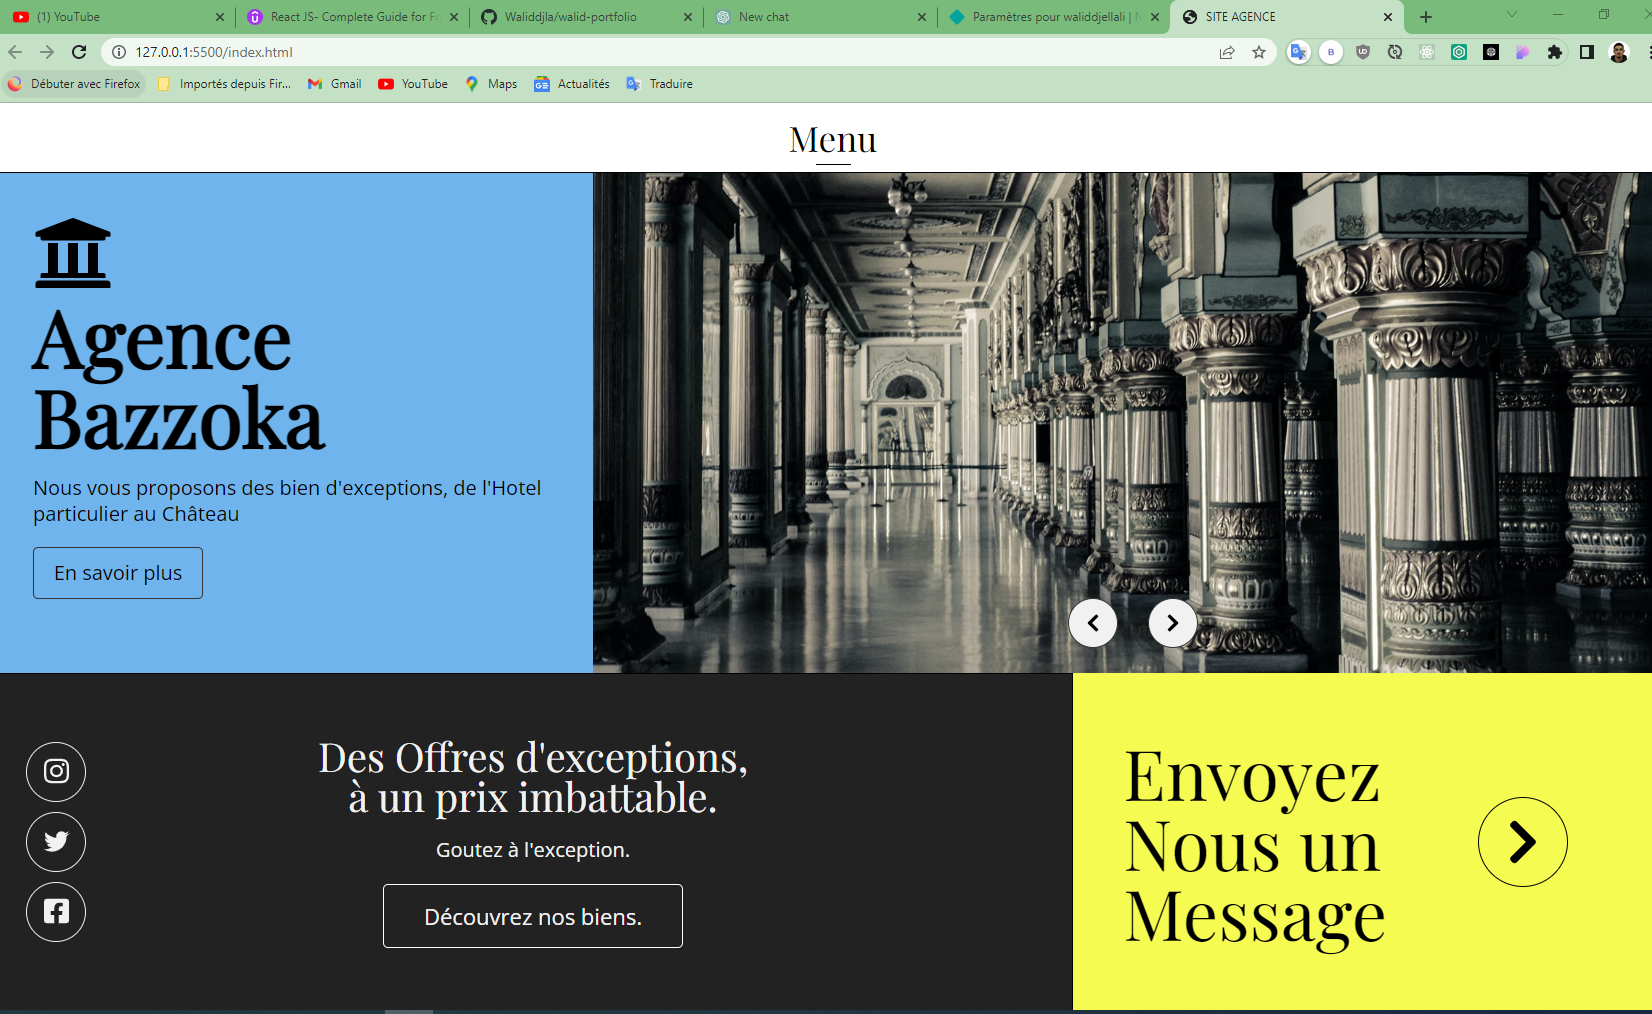 (1) YouTube
React JS- Complete Guide for Fr
Waliddjla/walid-portfolio
New chat
Paramètres pour waliddjellali | N
SITE AGENCE
127.0.0.1:5500/index.html
Débuter avec Firefox
Importés depuis Fir...
Gmail
YouTube
Maps
Actualités
Traduire
Menu
Agence
Bazzoka
Nous vous proposons des bien d'exceptions, de l'Hotel
particulier au Château
En savoir plus
Des Offres d'exceptions,
à un prix imbattable.
Goutez à l'exception.
Découvrez nos biens.
Envoyez
Nous un
Message